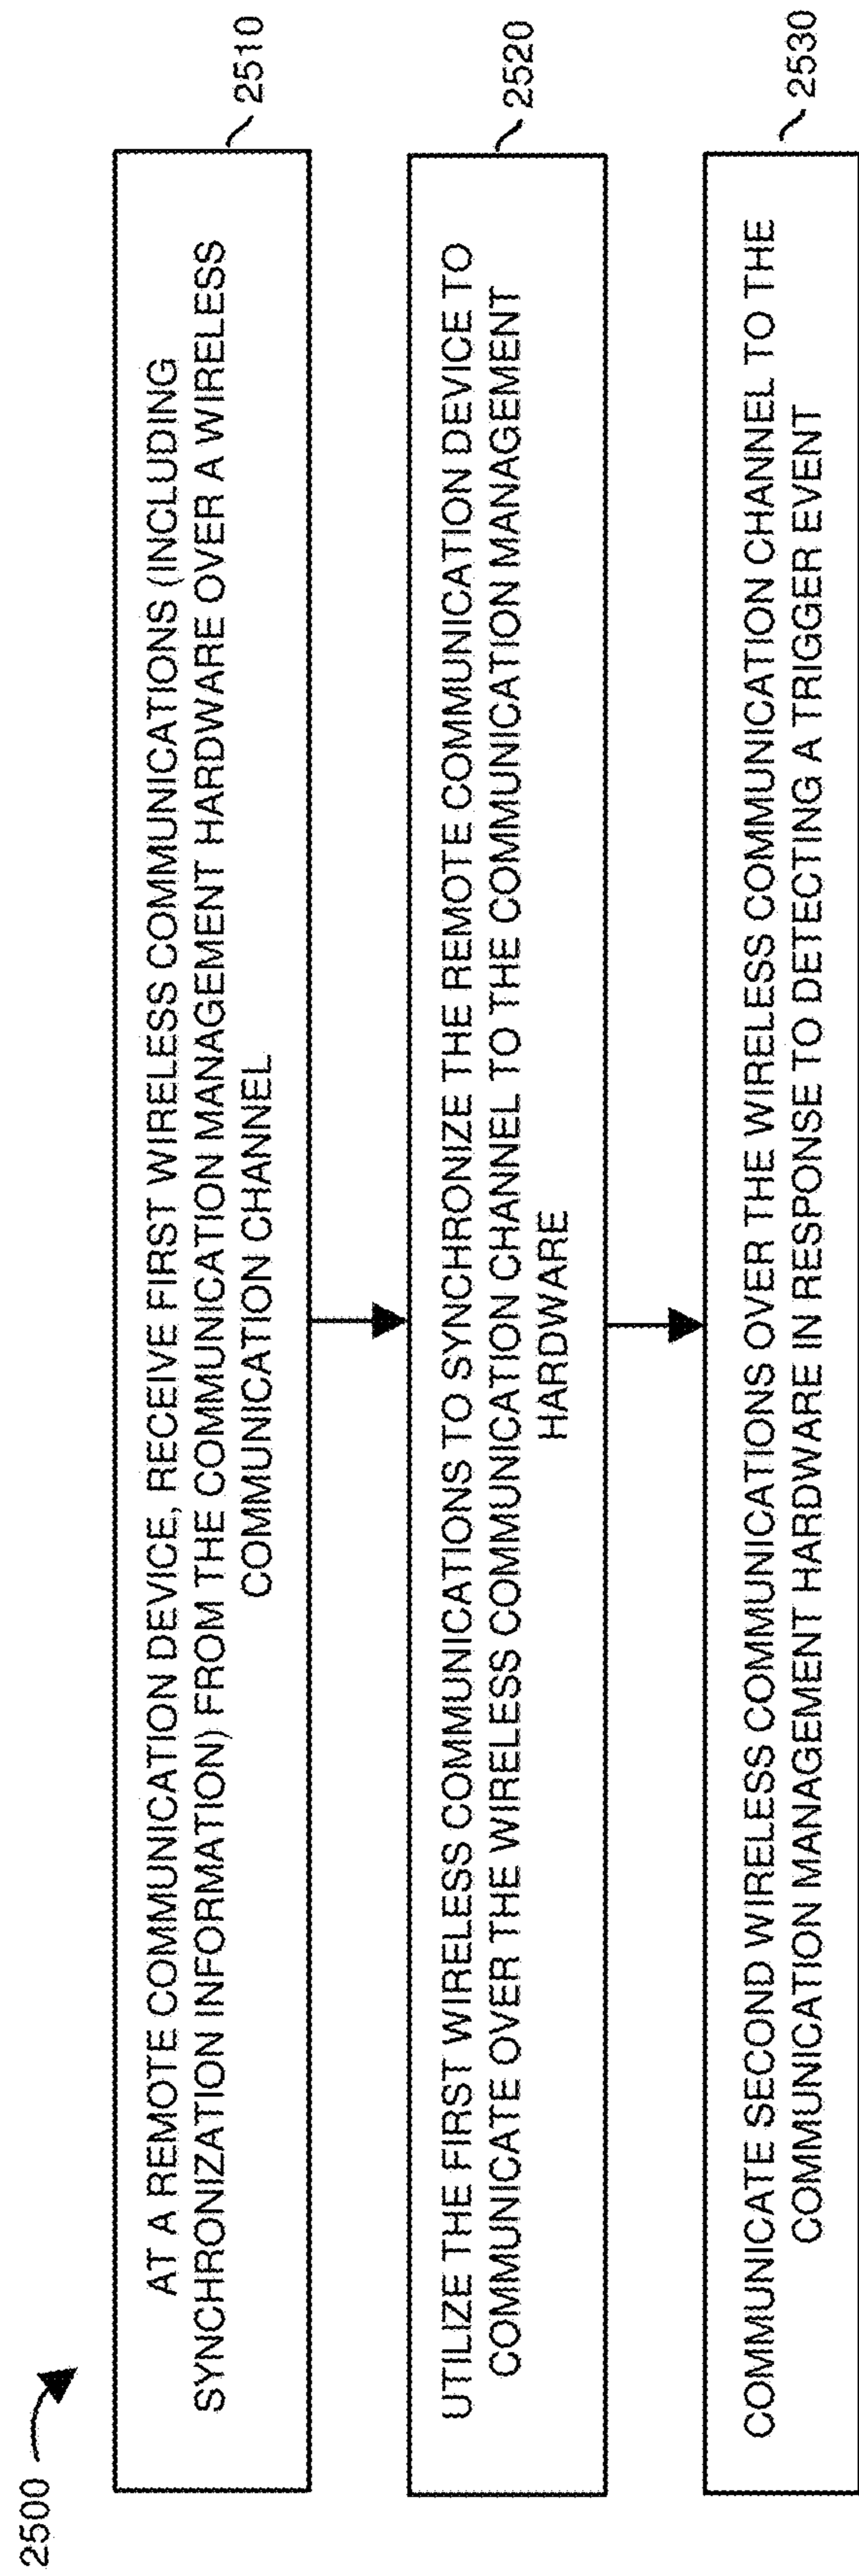 2500
AT A REMOTE COMMUNICATION DEVICE, RECEIVE FIRST WIRELESS COMMUNICATIONS (INCLUDING
SYNCHRONIZATION INFORMATION) FROM THE COMMUNICATION MANAGEMENT HARDWARE OVER A WIRELESS
COMMUNICATION CHANNEL
2510
UTILIZE THE FIRST WIRELESS COMMUNICATIONS TO SYNCHRONIZE THE REMOTE COMMUNICATION DEVICE TO
COMMUNICATE OVER THE WIRELESS COMMUNICATION CHANNEL TO THE COMMUNICATION MANAGEMENT
HARDWARE
2520
COMMUNICATE SECOND WIRELESS COMMUNICATIONS OVER THE WIRELESS COMMUNICATION CHANNEL TO THE
COMMUNICATION MANAGEMENT HARDWARE IN RESPONSE TO DETECTING A TRIGGER EVENT
2530